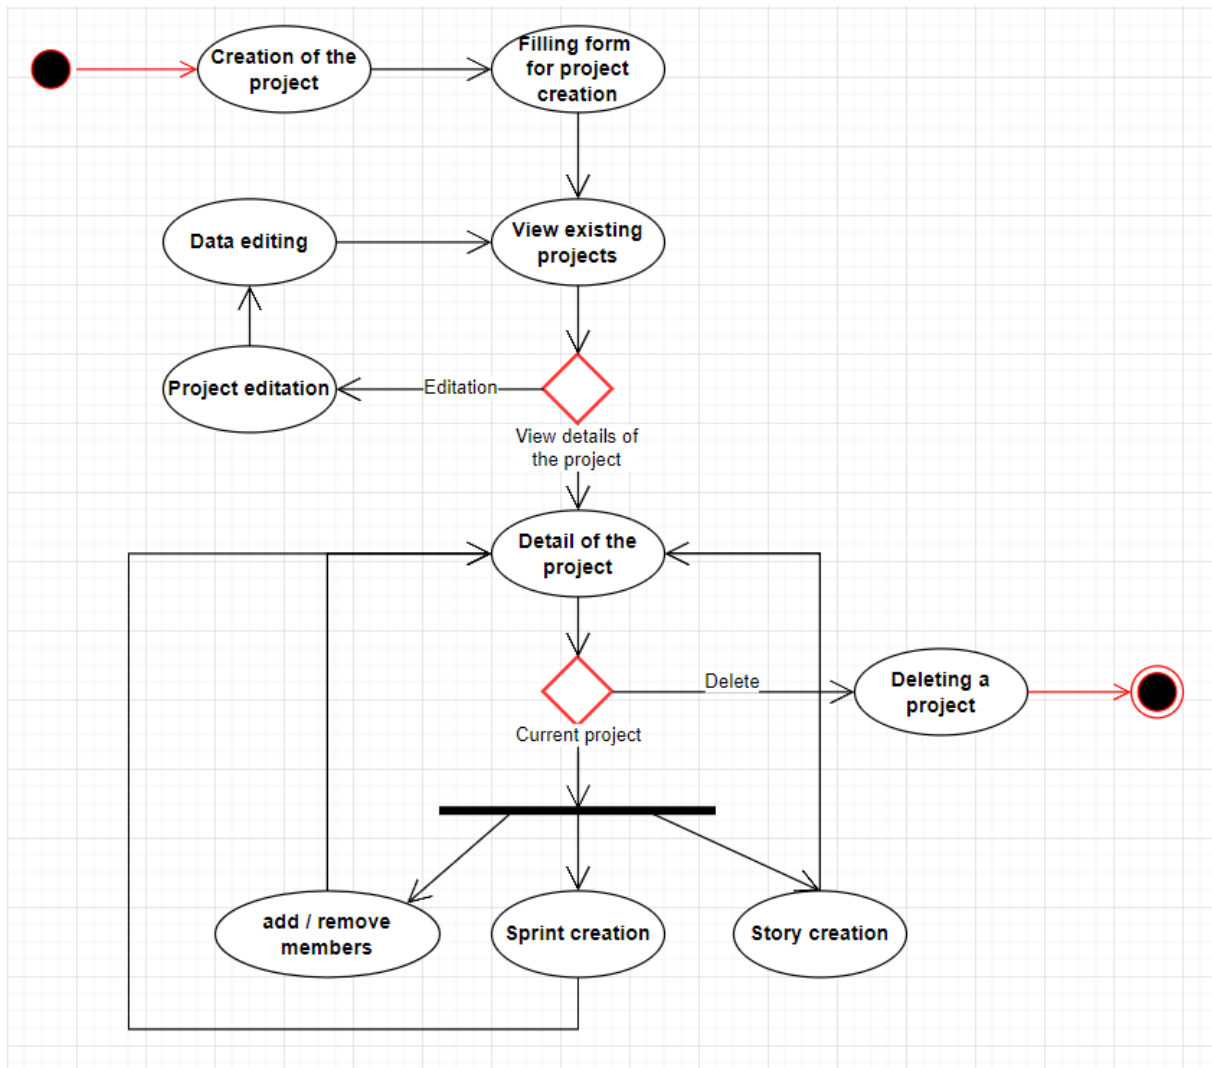 Creation of the
project
Filling form
for project
creation
Data editing
View existing
projects
Project editation
Editation
View details of
the project
Detail of the
project
Delete
Deleting a
project
Current project
add / remove
members
Sprint creation
Story creation